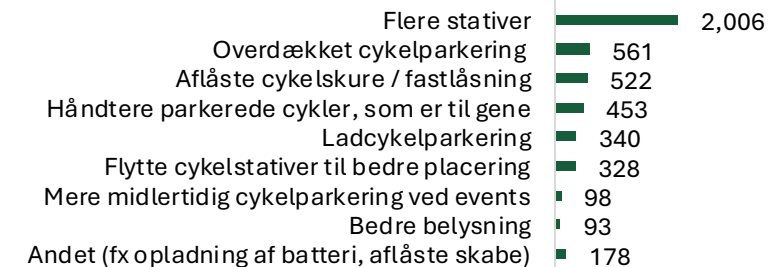 Flere stativer 2,006
Overdækket cykelparkering 561
Aflåste cykelskure / fastlåsning 522
Håndtere parkerede cykler, som er til gene 453
Ladcykelparkering 340
Flytte cykelstativer til bedre placering 328
Mere midlertidig cykelparkering ved events 98
Bedre belysning 93
Andet (fx opladning af batteri, aflåste skabe) 178